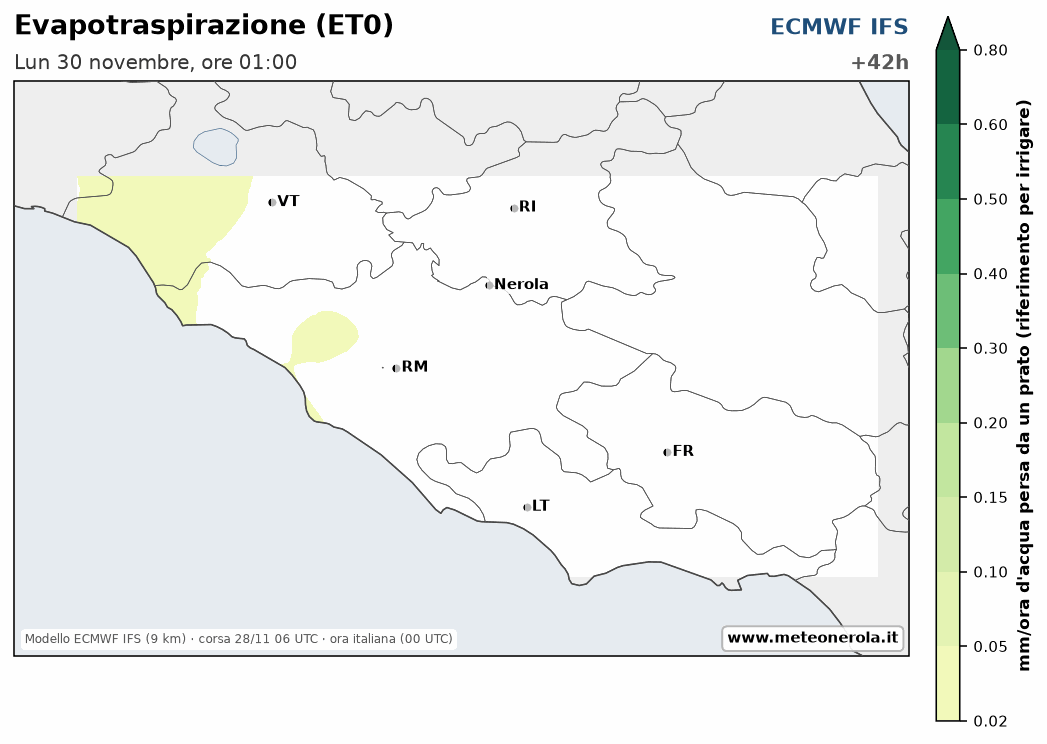 Evapotraspirazione (ET0)
ECMWF IFS
Lun 30 novembre, ore 01:00
+42h
VT
RI
Nerola
RM
FR
LT
Modello ECMWF IFS (9 km) · corsa 28/11 06 UTC · ora italiana (00 UTC)
www.meteonerola.it
0.80
0.60
0.50
0.40
0.30
0.20
0.15
0.10
0.05
0.02
mm/ora d'acqua persa da un prato (riferimento per irrigare)